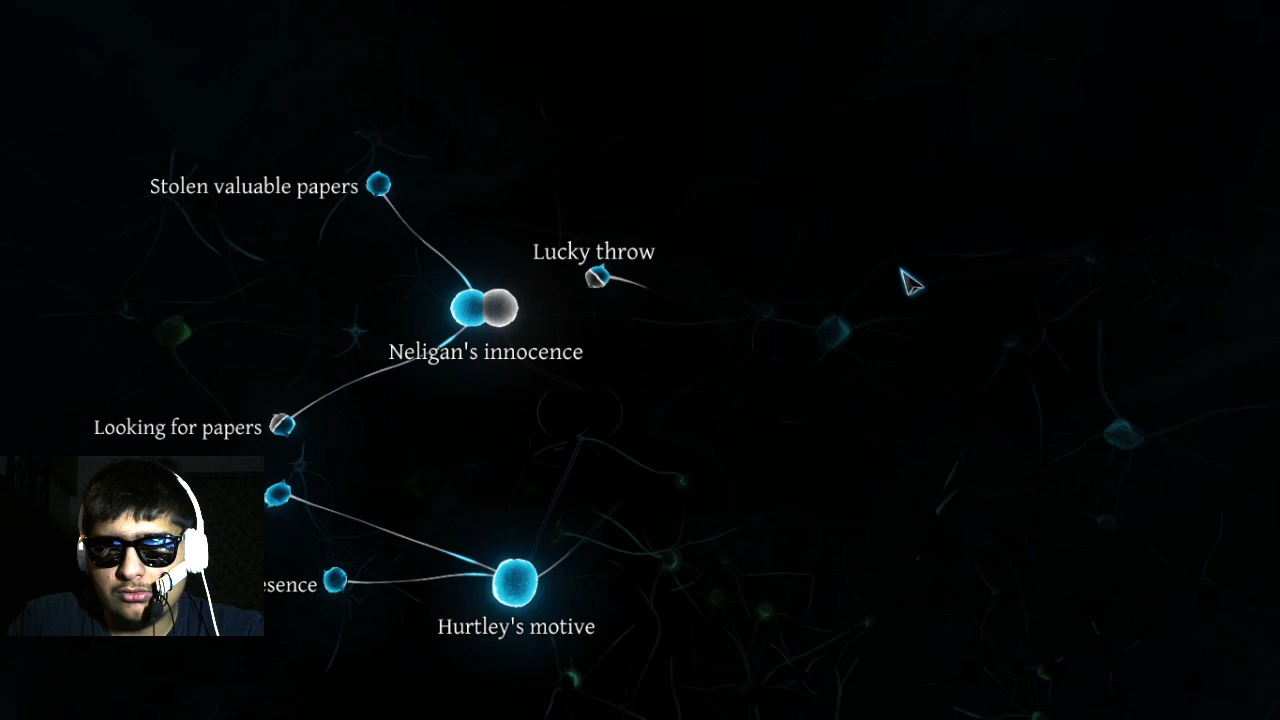 Stolen valuable papers
Lucky throw
Neligan's innocence
Looking for papers
esence
Hurtley's motive